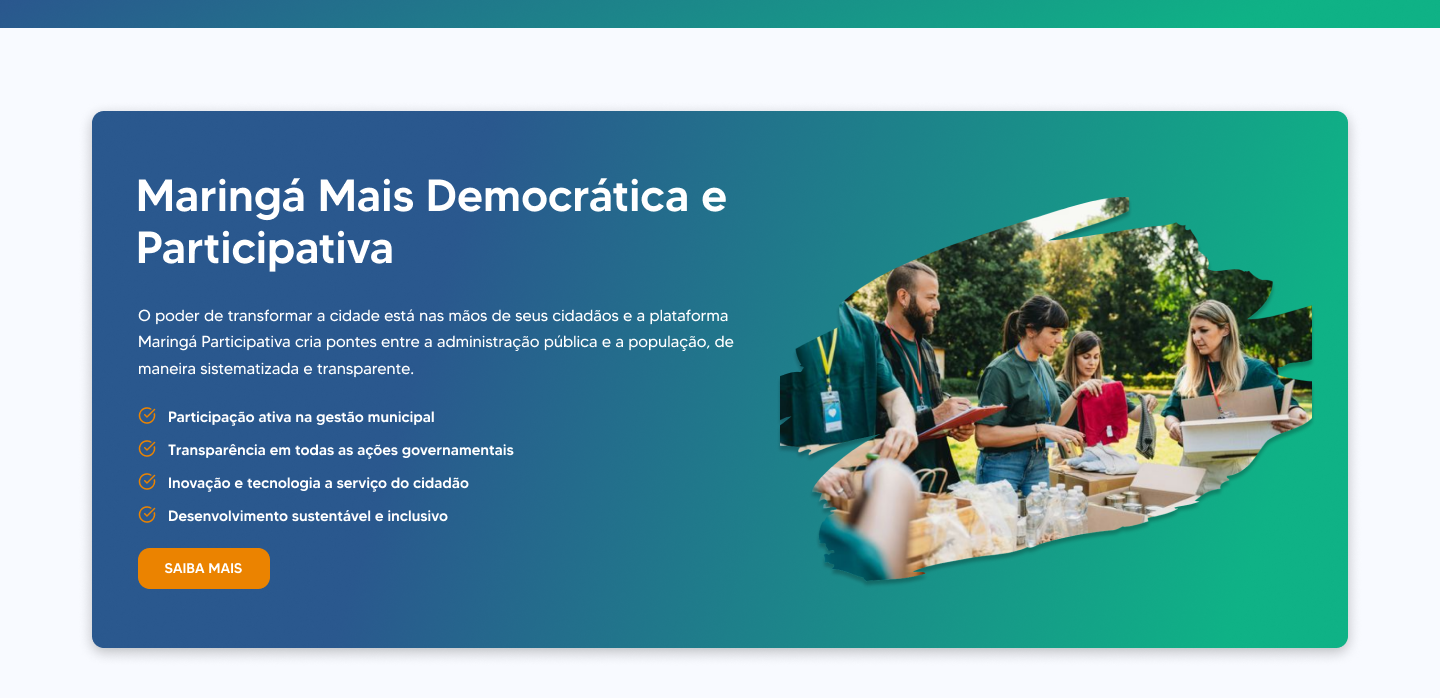 Maringá Mais Democrática e
Participativa
O poder de transformar a cidade está nas mãos de seus cidadãos e a plataforma
Maringá Participativa cria pontes entre a administração pública e a população, de
maneira sistematizada e transparente.
Participação ativa na gestão municipal
Transparência em todas as ações governamentais
Inovação e tecnologia a serviço do cidadão
Desenvolvimento sustentável e inclusivo
SAIBA MAIS